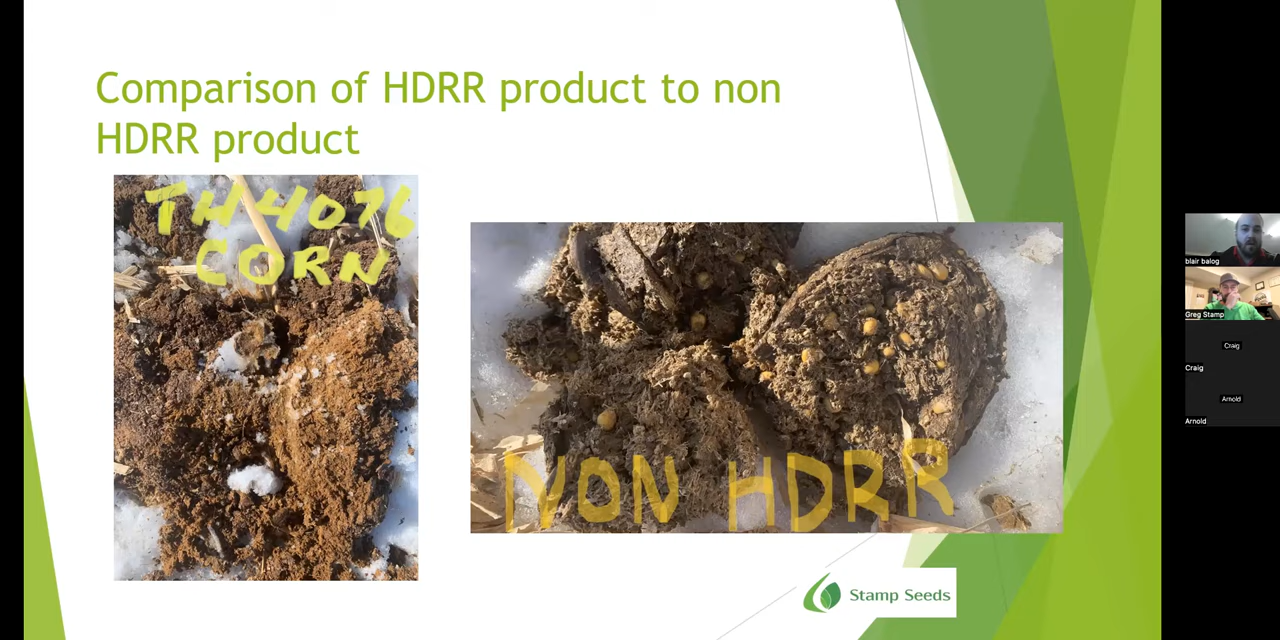 Comparison of HDRR product to non
HDRR product
TH4076
CORN
NON HDRR
Stamp Seeds
blair balog
Greg Stamp
Craig
Craig
Arnold
Arnold